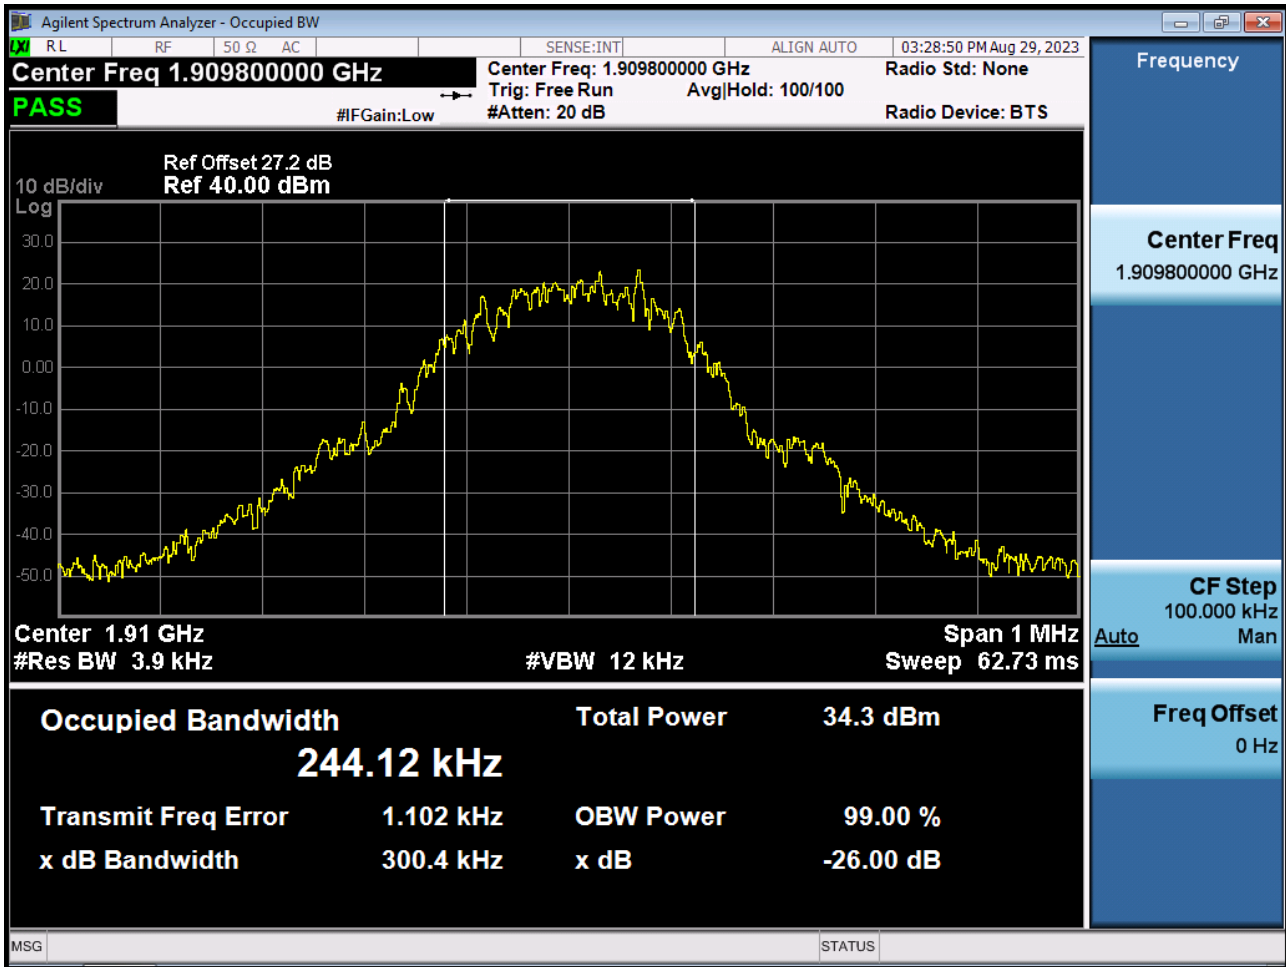 Agilent Spectrum Analyzer - Occupied BW
LXI RL RF 50 Ω AC SENSE:INT ALIGN AUTO 03:28:50 PM Aug 29, 2023
Center Freq 1.909800000 GHz
PASS
#IFGain:Low
Center Freq: 1.909800000 GHz
Trig: Free Run Avg|Hold: 100/100
#Atten: 20 dB
Radio Std: None
Radio Device: BTS
Ref Offset 27.2 dB
10 dB/div Ref 40.00 dBm
Log
30.0
20.0
10.0
0.00
-10.0
-20.0
-30.0
-40.0
-50.0
Center 1.91 GHz Span 1 MHz
#Res BW 3.9 kHz #VBW 12 kHz Sweep 62.73 ms
Occupied Bandwidth Total Power 34.3 dBm
244.12 kHz
Transmit Freq Error 1.102 kHz OBW Power 99.00 %
x dB Bandwidth 300.4 kHz x dB -26.00 dB
MSG STATUS
Frequency
Center Freq
1.909800000 GHz
CF Step
100.000 kHz
Auto Man
Freq Offset
0 Hz